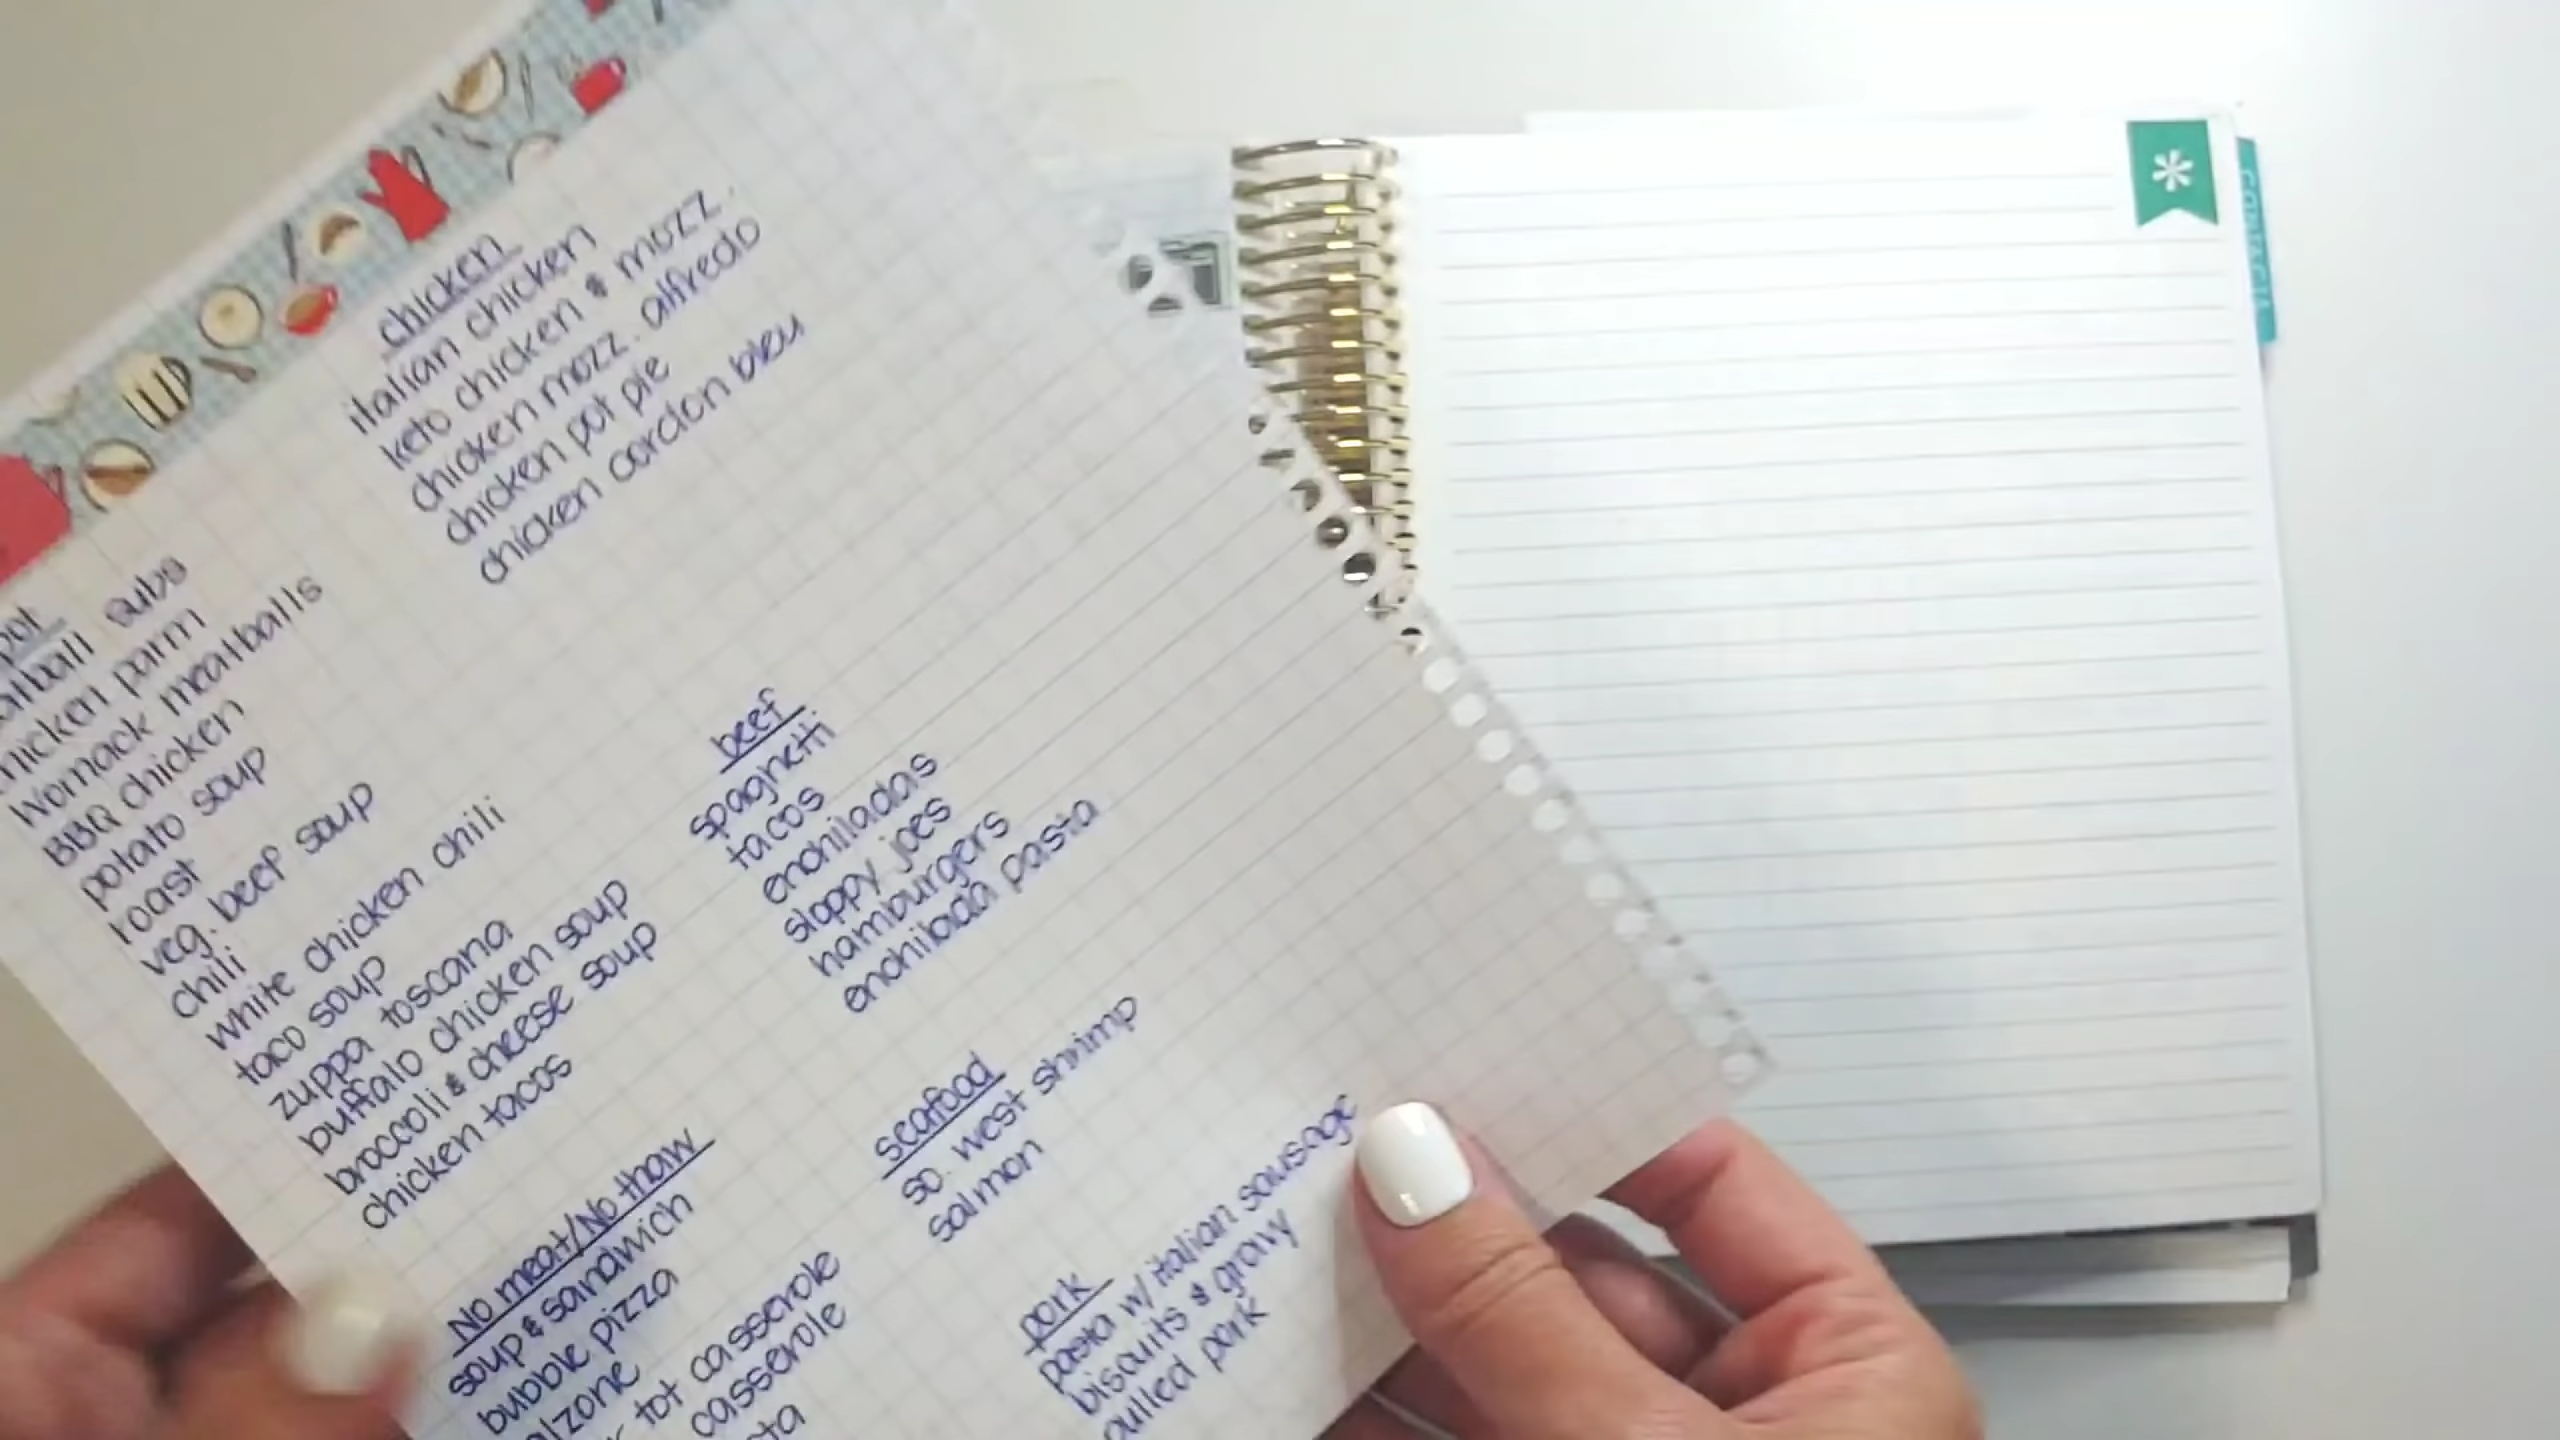 pot
meatball subs
chicken parm
womack meatballs
BBQ chicken
potato soup
roast
veg. beef soup
chili
white chicken chili
taco soup
zuppa toscana
buffalo chicken soup
broccoli & cheese soup
chicken tacos
No meat/No thaw
soup & sandwich
bubble pizza
calzone
tot casserole
casserole
chicken
italian chicken
keto chicken & mozz.
chicken mozz. alfredo
chicken pot pie
chicken cordon bleu
beef
spaghetti
tacos
enchiladas
sloppy joes
hamburgers
enchilada pasta
seafood
so. west shrimp
salmon
pork
pasta w/ italian sausage
biscuits & gravy
pulled pork